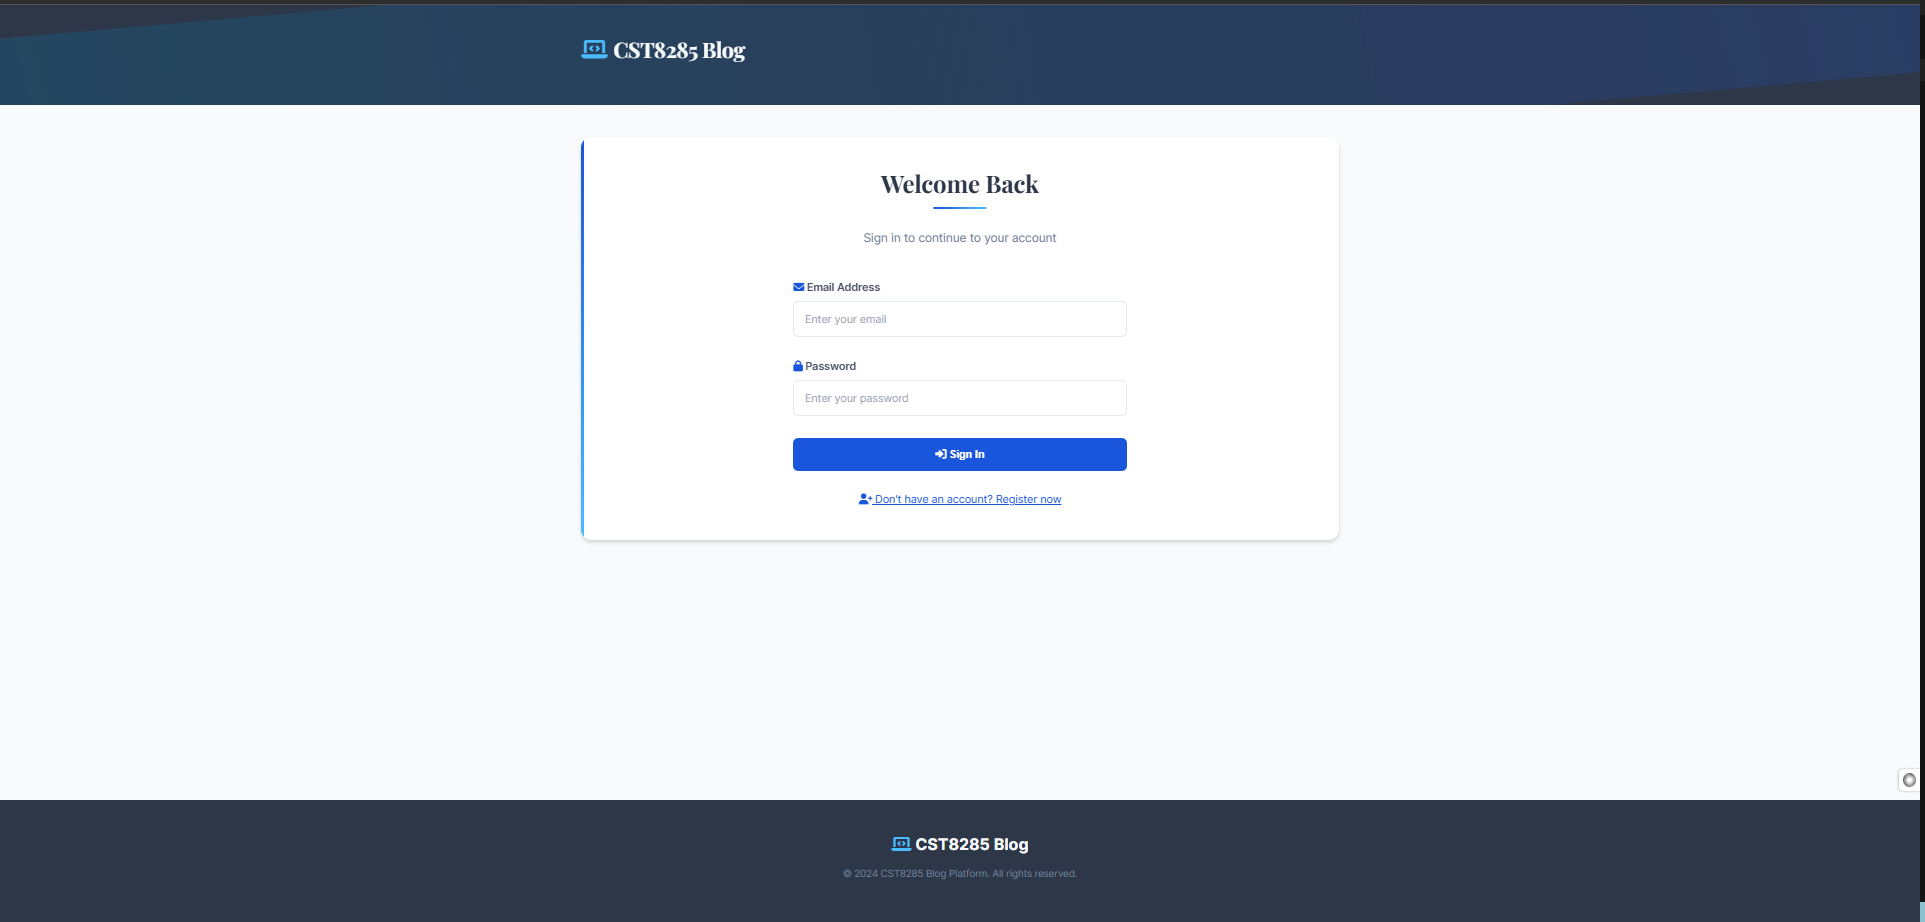 CST8285 Blog
Welcome Back
Sign in to continue to your account
Email Address
Enter your email
Password
Enter your password
Sign In
Don't have an account? Register now
CST8285 Blog
© 2024 CST8285 Blog Platform. All rights reserved.